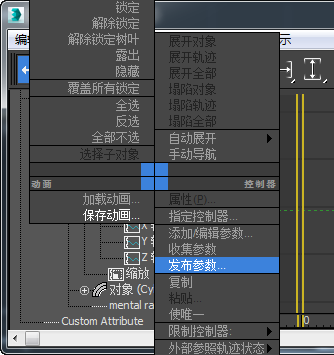 锁定
解除锁定
解除锁定树叶
露出
隐藏
覆盖所有锁定
全选
反选
全部不选
选择子对象
展开对象
展开轨迹
展开全部
塌陷对象
塌陷轨迹
塌陷全部
自动展开
手动导航
动画
控制器
加载动画...
保存动画...
属性(P)...
指定控制器...
添加/编辑参数...
收集参数
发布参数...
复制
粘贴...
使唯一
限制控制器:
外部参照轨迹状态
编
示
X 轴
Y 轴
Z 轴
缩放
对象 (Cy
mental ra
Custom Attribute
0